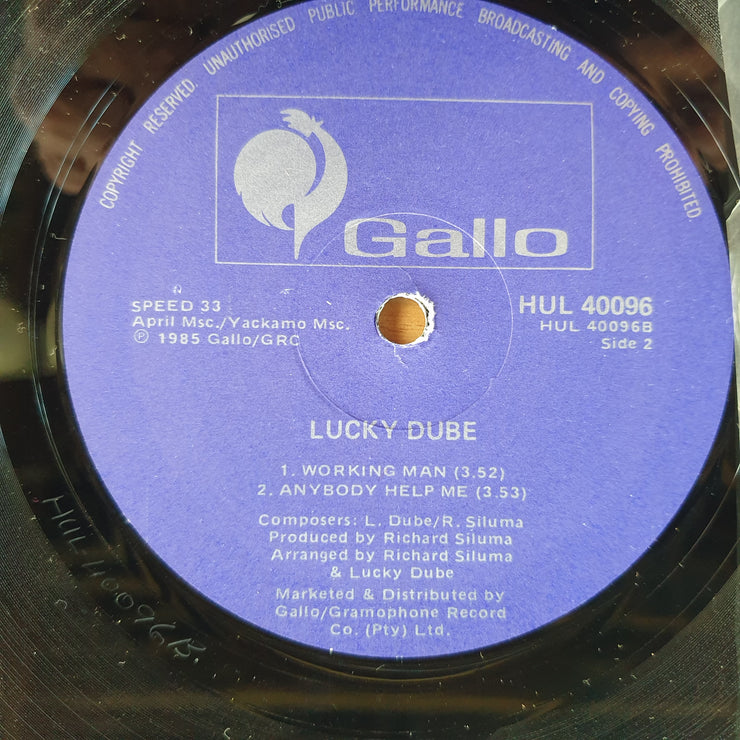 COPYRIGHT RESERVED. UNAUTHORISED PUBLIC PERFORMANCE BROADCASTING AND COPYING PROHIBITED.
Gallo
SPEED 33
April Msc./Yackamo Msc.
℗ 1985 Gallo/GRC
HUL 40096
HUL 40096B
Side 2
LUCKY DUBE
1. WORKING MAN (3.52)
2. ANYBODY HELP ME (3.53)
Composers: L. Dube/R. Siluma
Produced by Richard Siluma
Arranged by Richard Siluma
& Lucky Dube
Marketed & Distributed by
Gallo/Gramophone Record
Co. (Pty) Ltd.
HUL 40096B.